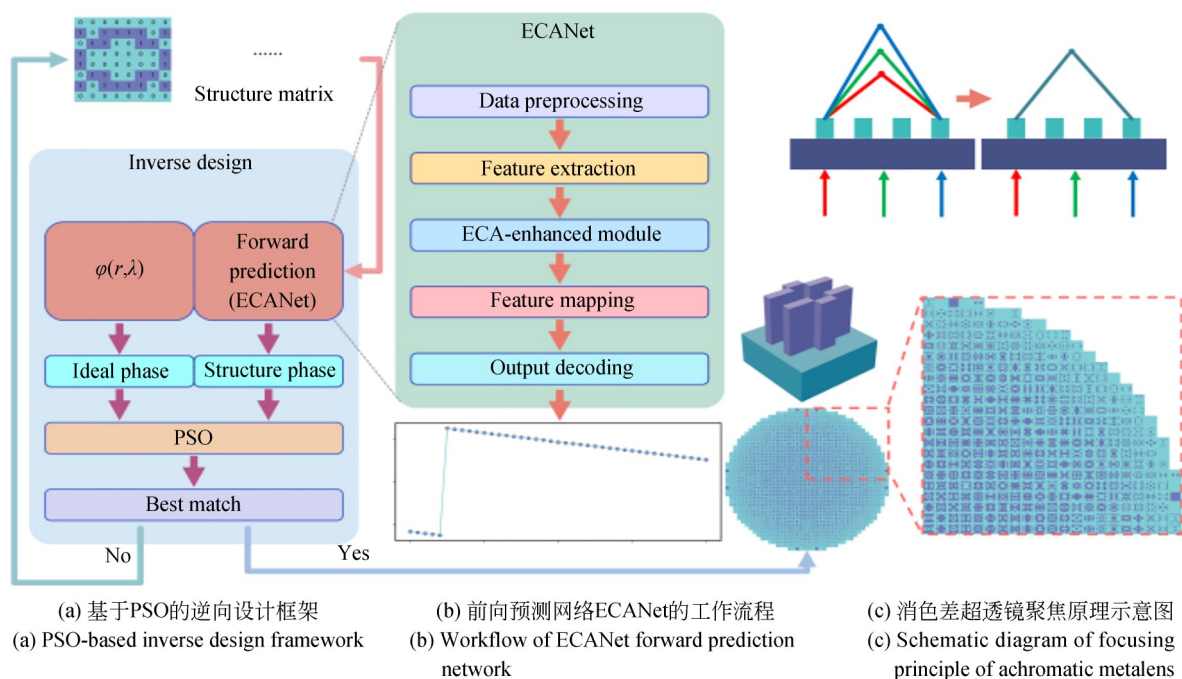 ......
Structure matrix
Inverse design
φ(r,λ)
Forward
prediction
(ECANet)
Ideal phase
Structure phase
PSO
Best match
No
Yes
ECANet
Data preprocessing
Feature extraction
ECA-enhanced module
Feature mapping
Output decoding
(a) 基于PSO的逆向设计框架
(a) PSO-based inverse design framework
(b) 前向预测网络ECANet的工作流程
(b) Workflow of ECANet forward prediction
network
(c) 消色差超透镜聚焦原理示意图
(c) Schematic diagram of focusing
principle of achromatic metalens